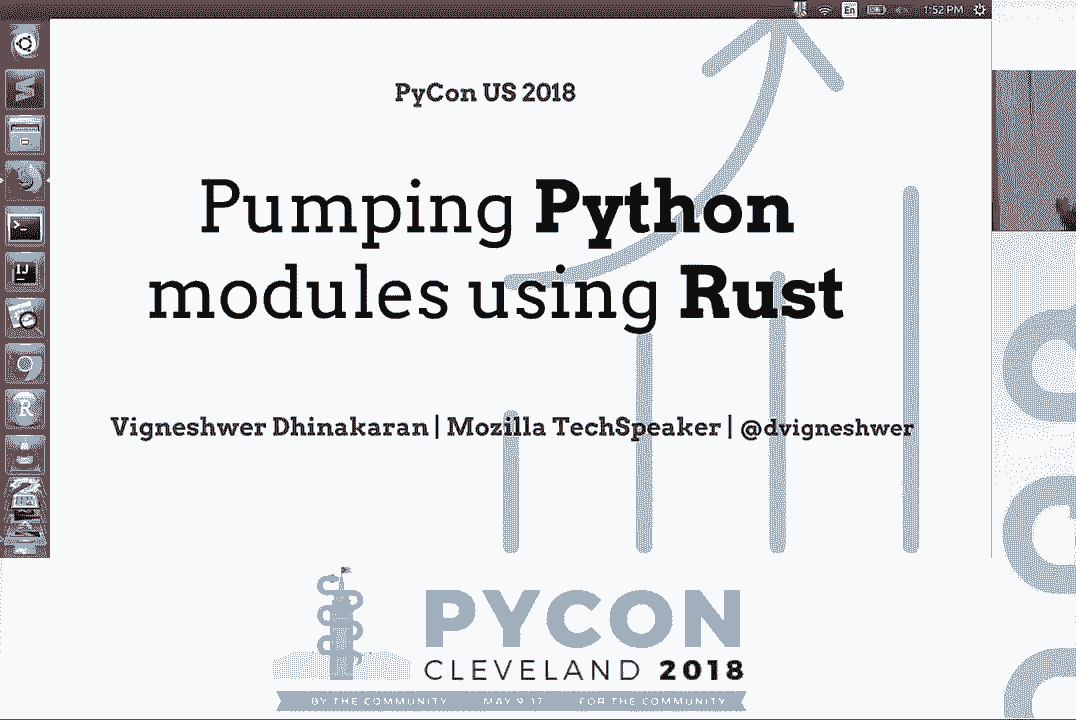 En 1:52 PM
PyCon US 2018
Pumping Python
modules using Rust
Vigneshwer Dhinakaran | Mozilla TechSpeaker | @dvigneshwer
PYCON
CLEVELAND 2018
BY THE COMMUNITY MAY 9-17 FOR THE COMMUNITY